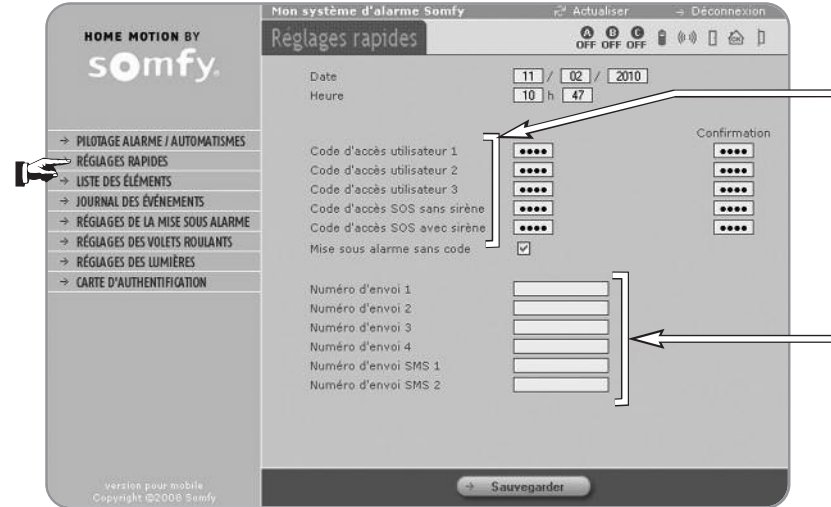 Mon système d'alarme Somfy Actualiser → Déconnexion
HOME MOTION BY
somfy.
Réglages rapides
A B C
OFF OFF OFF
OK
Date 11 / 02 / 2010
Heure 10 h 47
→ PILOTAGE ALARME / AUTOMATISMES
→ RÉGLAGES RAPIDES
→ LISTE DES ÉLÉMENTS
→ JOURNAL DES ÉVÉNEMENTS
→ RÉGLAGES DE LA MISE SOUS ALARME
→ RÉGLAGES DES VOLETS ROULANTS
→ RÉGLAGES DES LUMIÈRES
→ CARTE D'AUTHENTIFICATION
Confirmation
Code d'accès utilisateur 1 •••• ••••
Code d'accès utilisateur 2 •••• ••••
Code d'accès utilisateur 3 •••• ••••
Code d'accès SOS sans sirène •••• ••••
Code d'accès SOS avec sirène •••• ••••
Mise sous alarme sans code
Numéro d'envoi 1
Numéro d'envoi 2
Numéro d'envoi 3
Numéro d'envoi 4
Numéro d'envoi SMS 1
Numéro d'envoi SMS 2
version pour mobile
Copyright ©2008 Somfy
→ Sauvegarder